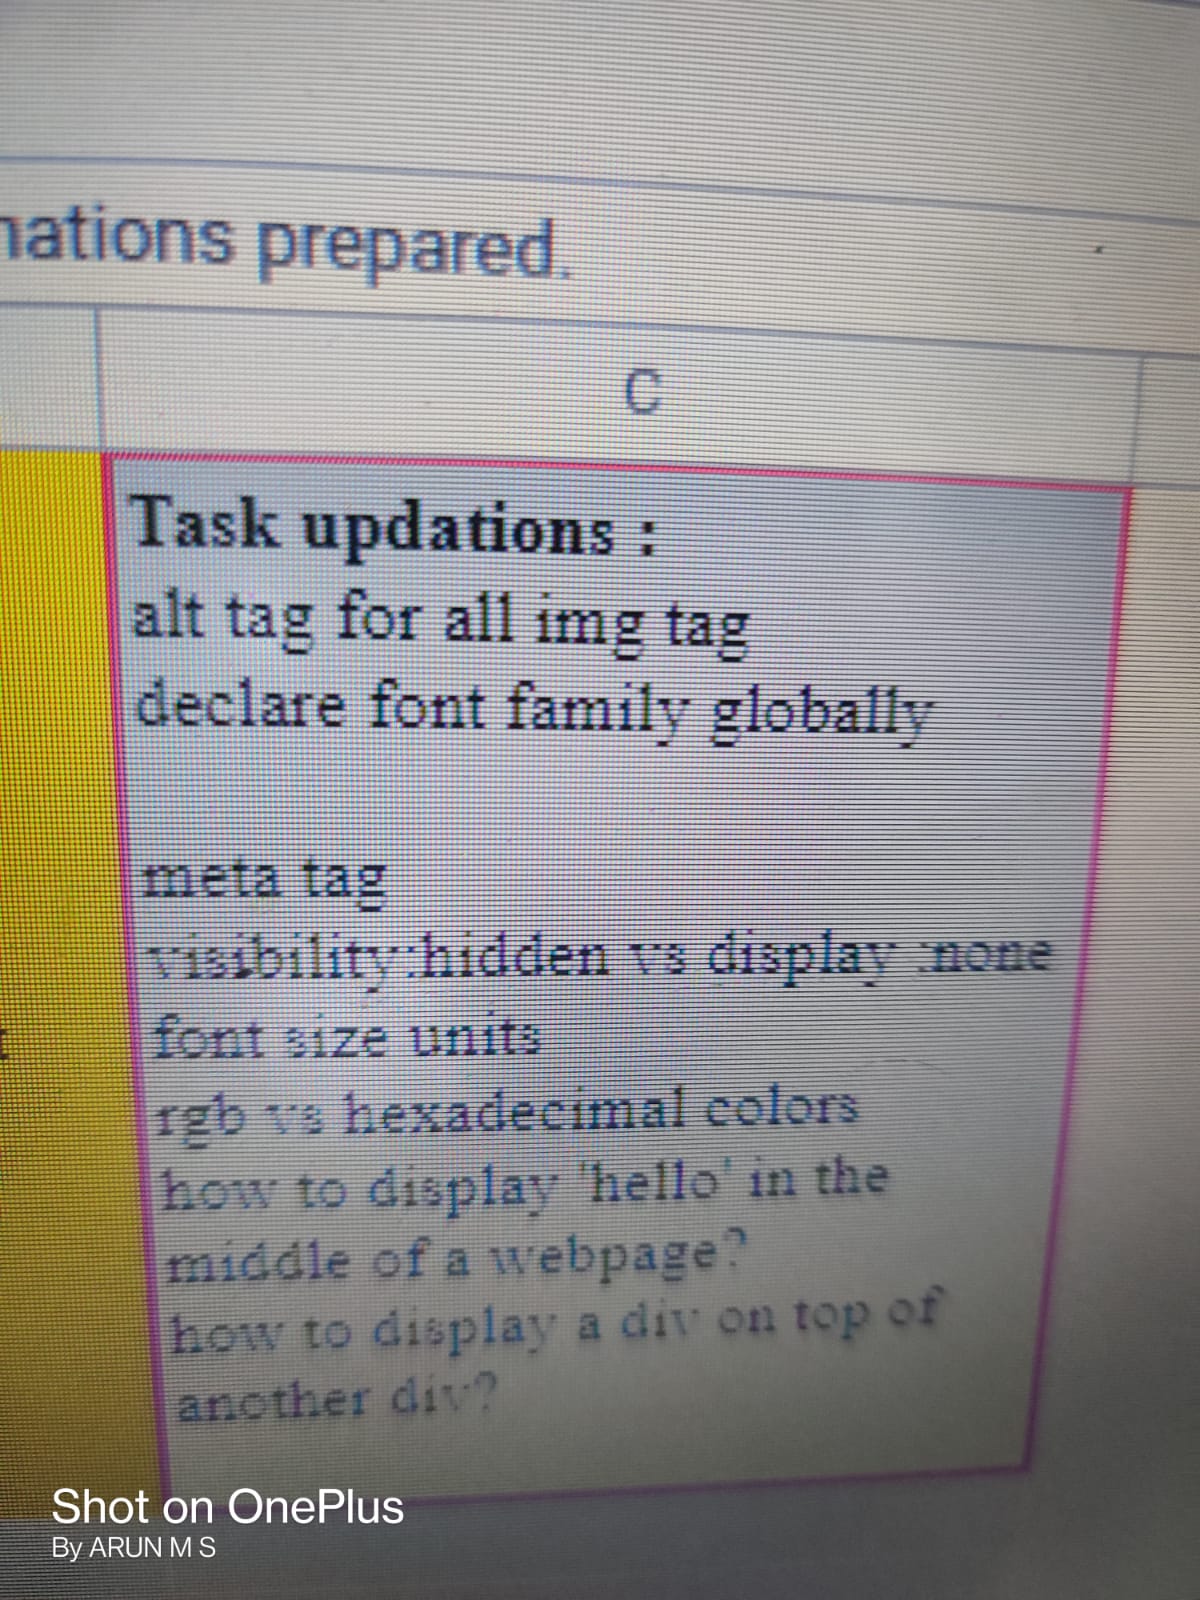 nations prepared.
C
Task updations :
alt tag for all img tag
declare font family globally
meta tag
visibility:hidden vs display :none
font size units
rgb vs hexadecimal colors
how to display 'hello' in the
middle of a webpage?
how to display a div on top of
another div?
Shot on OnePlus
By ARUN M S